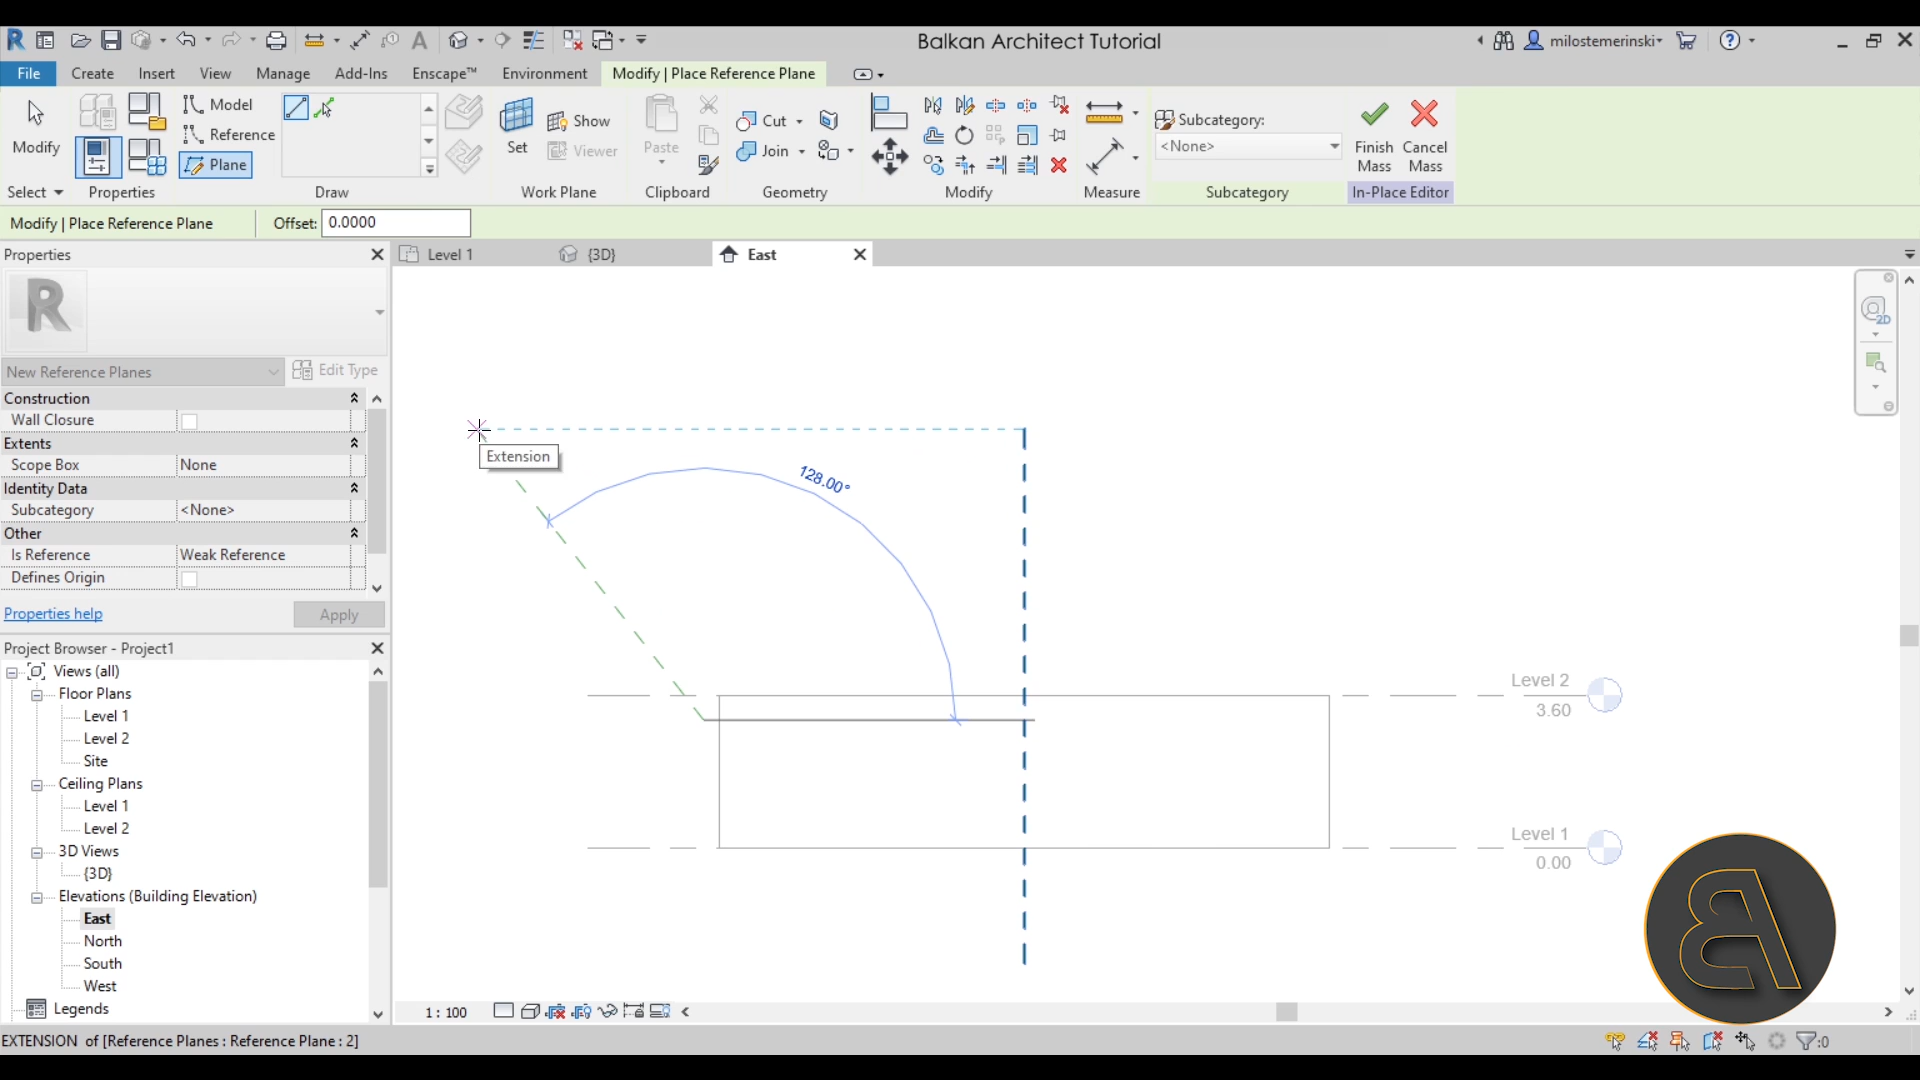 Balkan Architect Tutorial
milostemerinski
File Create Insert View Manage Add-Ins Enscape™ Environment Modify | Place Reference Plane
Modify
Model
Reference
Plane
Set
Show
Viewer
Paste
Cut
Join
Subcategory:
<None>
Finish Mass
Cancel Mass
Select Properties Draw Work Plane Clipboard Geometry Modify Measure Subcategory In-Place Editor
Modify | Place Reference Plane Offset: 0.0000
Properties
Level 1 {3D} East
2D
R
New Reference Planes Edit Type
Construction
Wall Closure
Extents
Scope Box None
Identity Data
Subcategory <None>
Other
Is Reference Weak Reference
Defines Origin
Properties help Apply
Extension
128.00°
Level 2
3.60
Level 1
0.00
Project Browser - Project1
Views (all)
Floor Plans
Level 1
Level 2
Site
Ceiling Plans
Level 1
Level 2
3D Views
{3D}
Elevations (Building Elevation)
East
North
South
West
Legends
1 : 100
EXTENSION of [Reference Planes : Reference Plane : 2]
:0